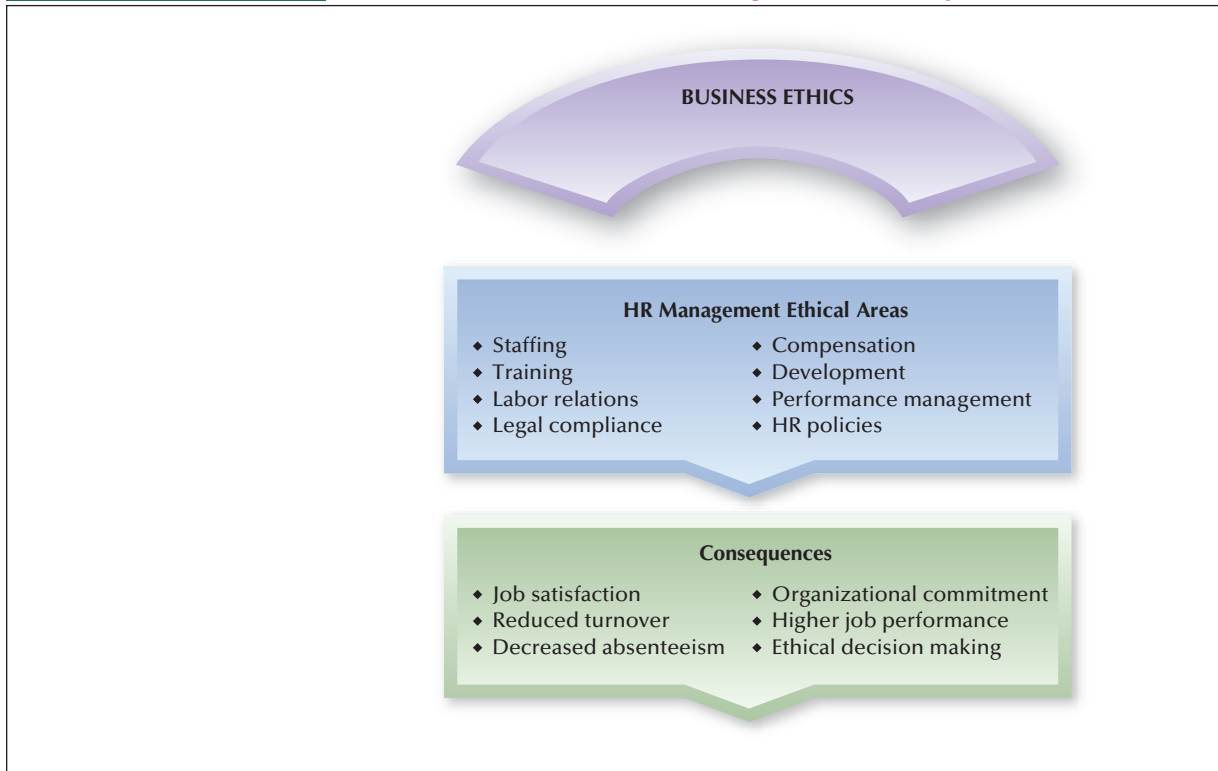 BUSINESS ETHICS
HR Management Ethical Areas
◆ Staffing
◆ Training
◆ Labor relations
◆ Legal compliance
◆ Compensation
◆ Development
◆ Performance management
◆ HR policies
Consequences
◆ Job satisfaction
◆ Reduced turnover
◆ Decreased absenteeism
◆ Organizational commitment
◆ Higher job performance
◆ Ethical decision making